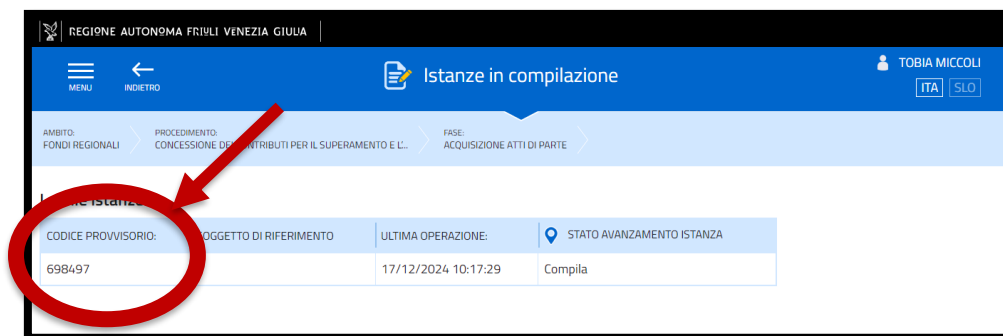 REGIONE AUTONOMA FRIULI VENEZIA GIULIA
MENU
INDIETRO
Istanze in compilazione
TOBIA MICCOLI
ITA SLO
AMBITO:
FONDI REGIONALI
PROCEDIMENTO:
CONCESSIONE DEI CONTRIBUTI PER IL SUPERAMENTO E L'...
FASE:
ACQUISIZIONE ATTI DI PARTE
istanze
CODICE PROVVISORIO: SOGGETTO DI RIFERIMENTO ULTIMA OPERAZIONE: STATO AVANZAMENTO ISTANZA
698497 17/12/2024 10:17:29 Compila